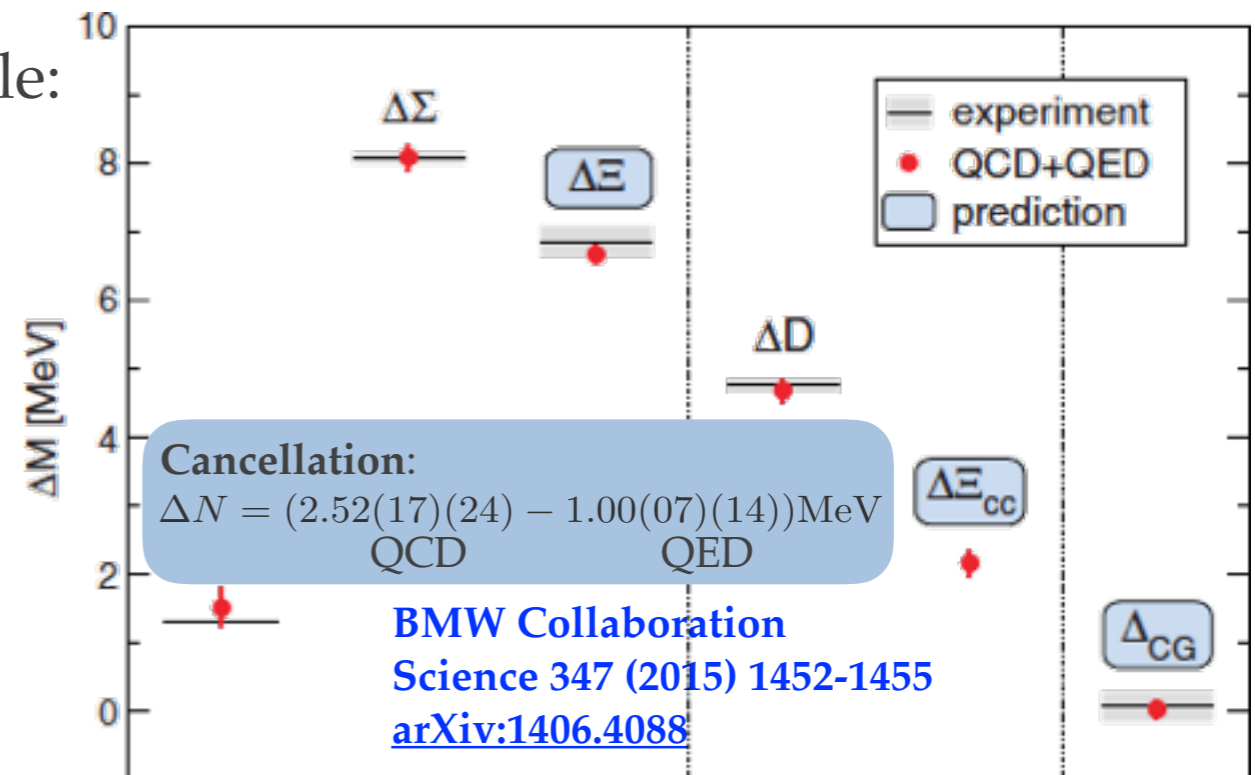 le:
10
ΔΣ
experiment
QCD+QED
prediction
8
ΔΞ
6
ΔD
ΔM [MeV]
4
Cancellation:
ΔN = (2.52(17)(24) − 1.00(07)(14))MeV
QCD QED
ΔΞcc
2
BMW Collaboration
Science 347 (2015) 1452-1455
arXiv:1406.4088
ΔCG
0